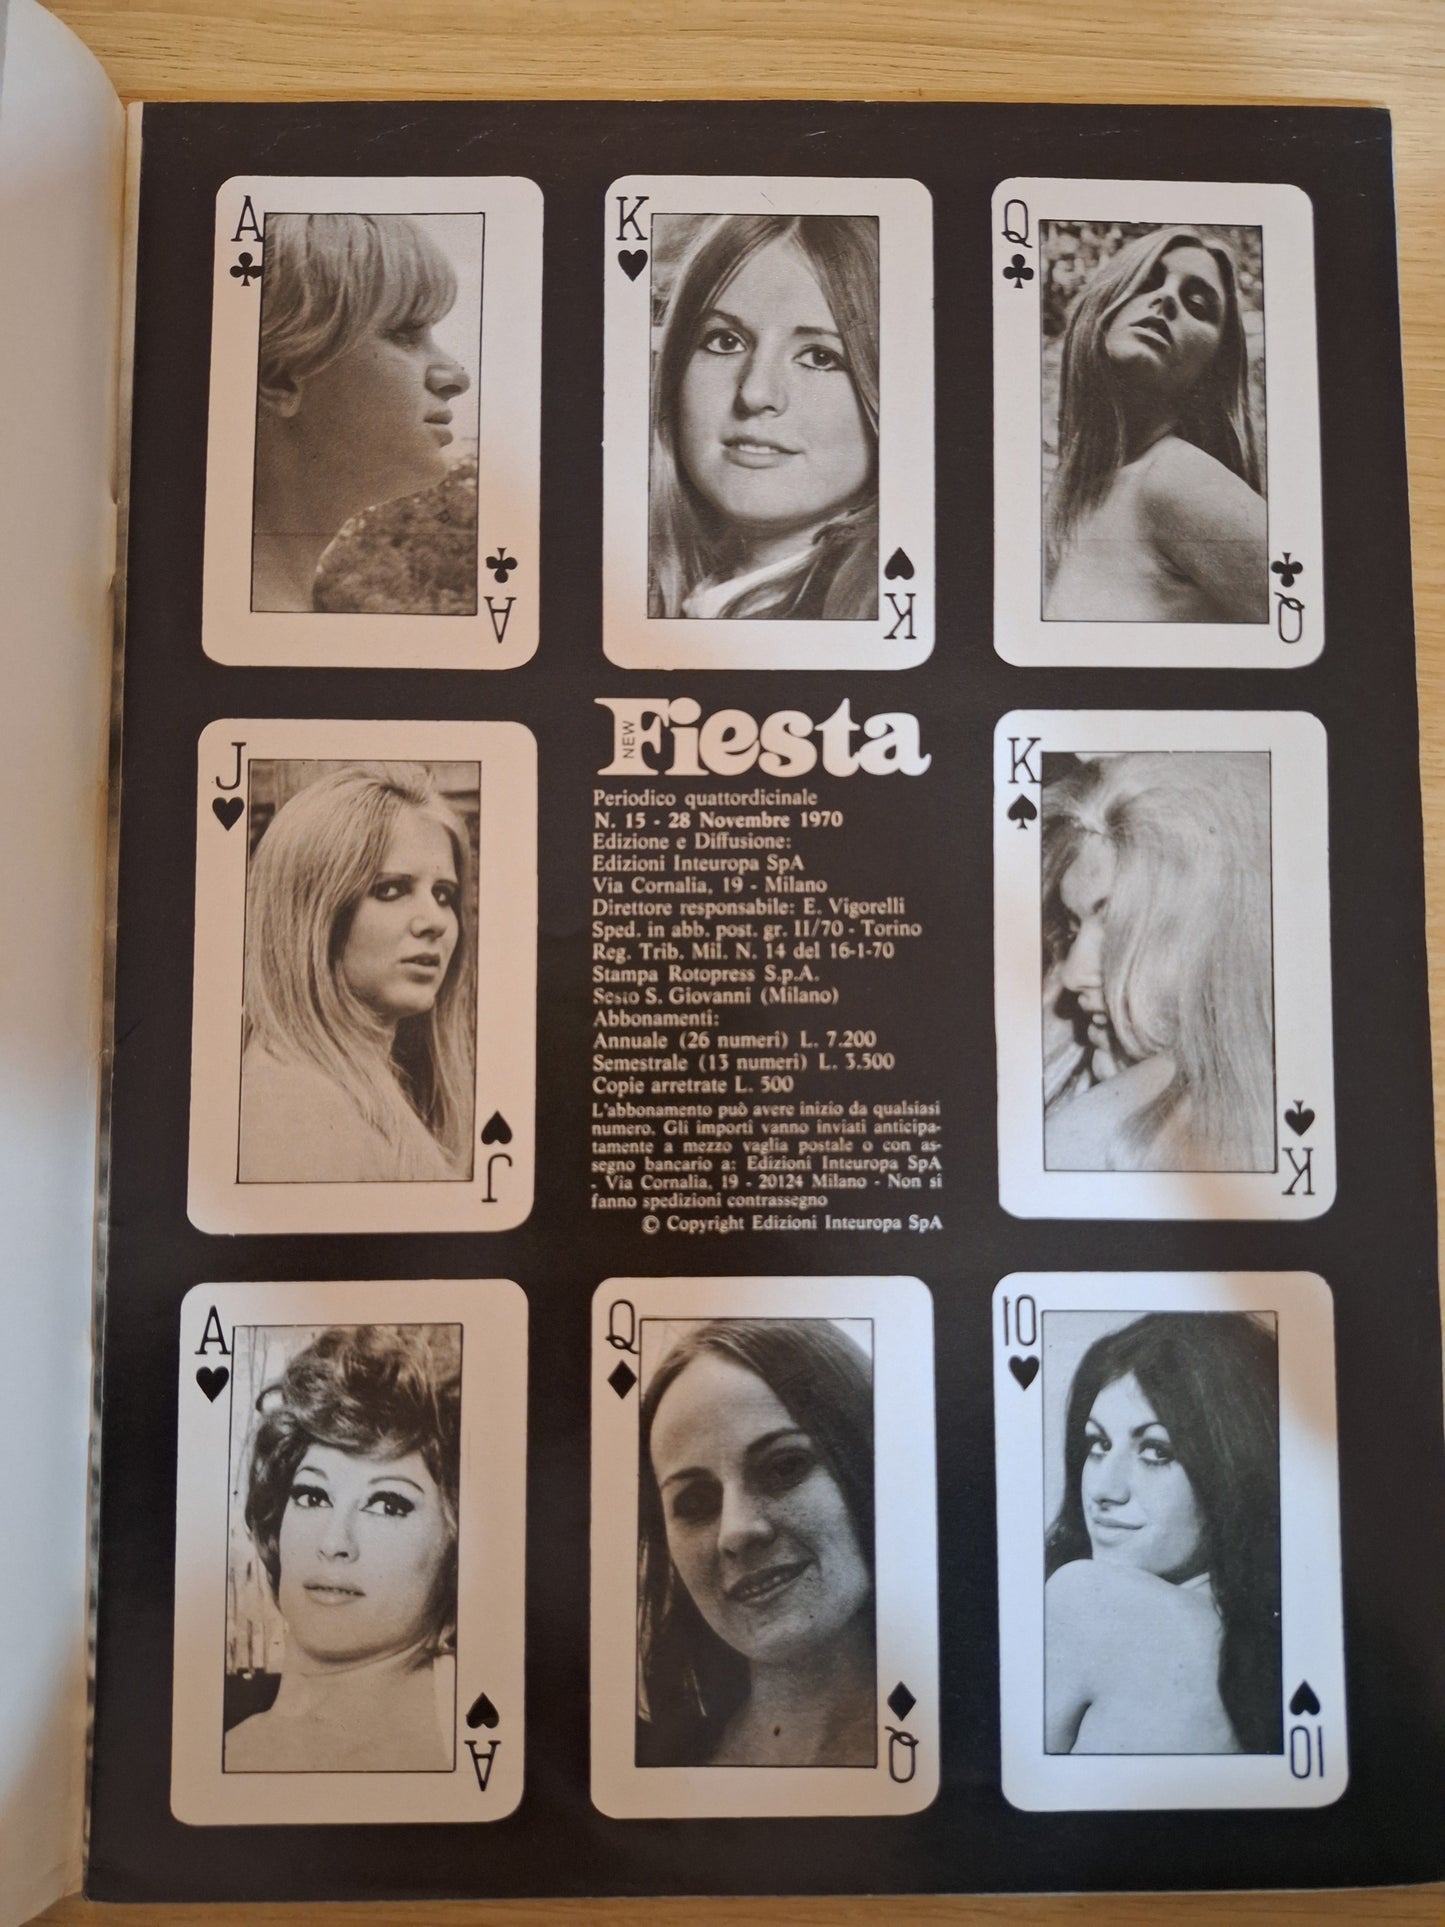 A
K
Q
A
K
Q
NEW Fiesta
J
K
Periodico quattordicinale
N. 15 - 28 Novembre 1970
Edizione e Diffusione:
Edizioni Inteuropa SpA
Via Cornalia, 19 - Milano
Direttore responsabile: E. Vigorelli
Sped. in abb. post. gr. II/70 - Torino
Reg. Trib. Mil. N. 14 del 16-1-70
Stampa Rotopress S.p.A.
Sesto S. Giovanni (Milano)
Abbonamenti:
Annuale (26 numeri) L. 7.200
Semestrale (13 numeri) L. 3.500
Copie arretrate L. 500
L'abbonamento può avere inizio da qualsiasi
numero. Gli importi vanno inviati anticipa-
tamente a mezzo vaglia postale o con as-
segno bancario a: Edizioni Inteuropa SpA
- Via Cornalia, 19 - 20124 Milano - Non si
fanno spedizioni contrassegno
© Copyright Edizioni Inteuropa SpA
J
K
A
Q
10
A
Q
10